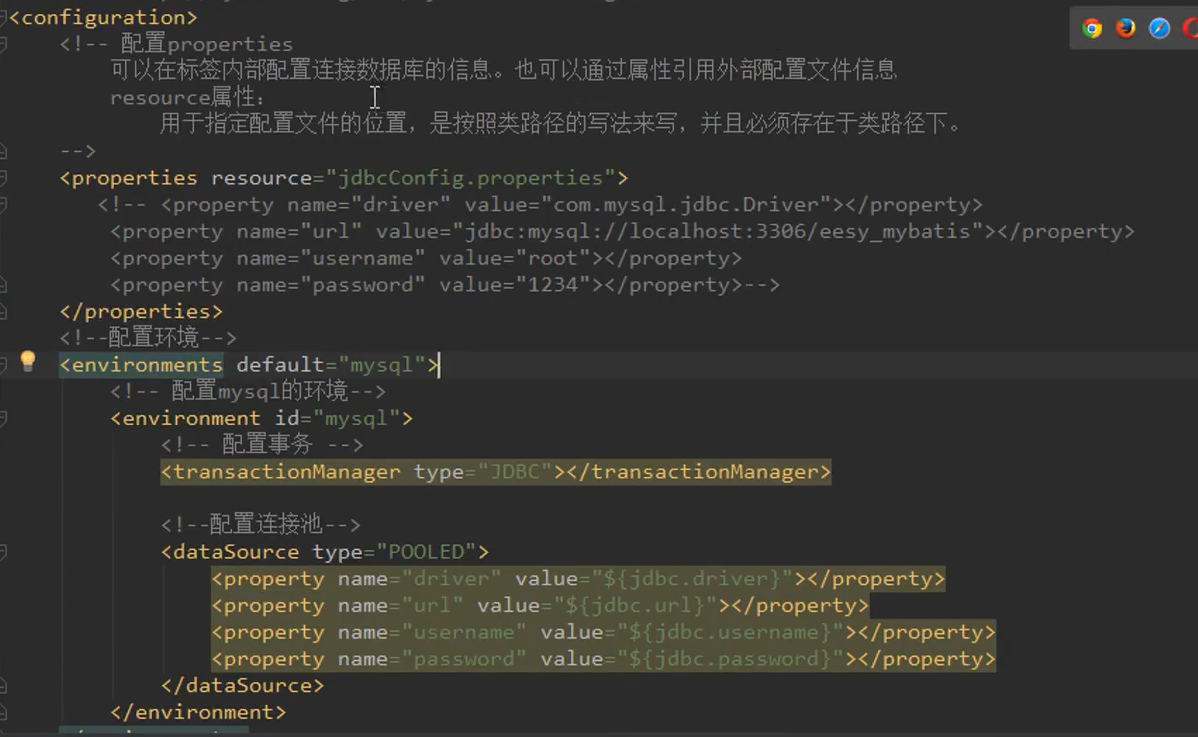 <configuration>
<!-- 配置properties
可以在标签内部配置连接数据库的信息。也可以通过属性引用外部配置文件信息
resource属性：
用于指定配置文件的位置，是按照类路径的写法来写，并且必须存在于类路径下。
-->
<properties resource="jdbcConfig.properties">
<!-- <property name="driver" value="com.mysql.jdbc.Driver"></property>
<property name="url" value="jdbc:mysql://localhost:3306/eesy_mybatis"></property>
<property name="username" value="root"></property>
<property name="password" value="1234"></property>-->
</properties>
<!--配置环境-->
<environments default="mysql">
<!-- 配置mysql的环境-->
<environment id="mysql">
<!-- 配置事务 -->
<transactionManager type="JDBC"></transactionManager>
<!--配置连接池-->
<dataSource type="POOLED">
<property name="driver" value="${jdbc.driver}"></property>
<property name="url" value="${jdbc.url}"></property>
<property name="username" value="${jdbc.username}"></property>
<property name="password" value="${jdbc.password}"></property>
</dataSource>
</environment>